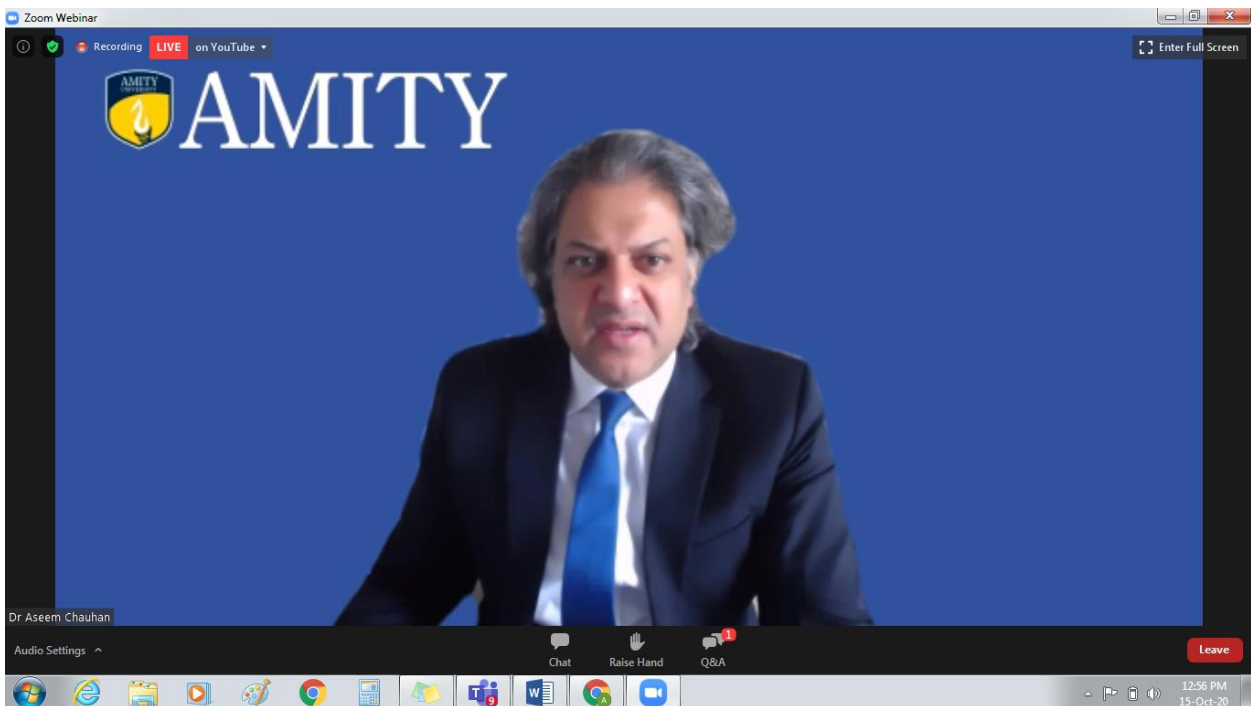 Zoom Webinar
Recording LIVE on YouTube
Enter Full Screen
AMITY
UNIVERSITY
AMITY
Dr Aseem Chauhan
Audio Settings
Chat
Raise Hand
Q&A
1
Leave
T
9
W
A
12:56 PM
15-Oct-20